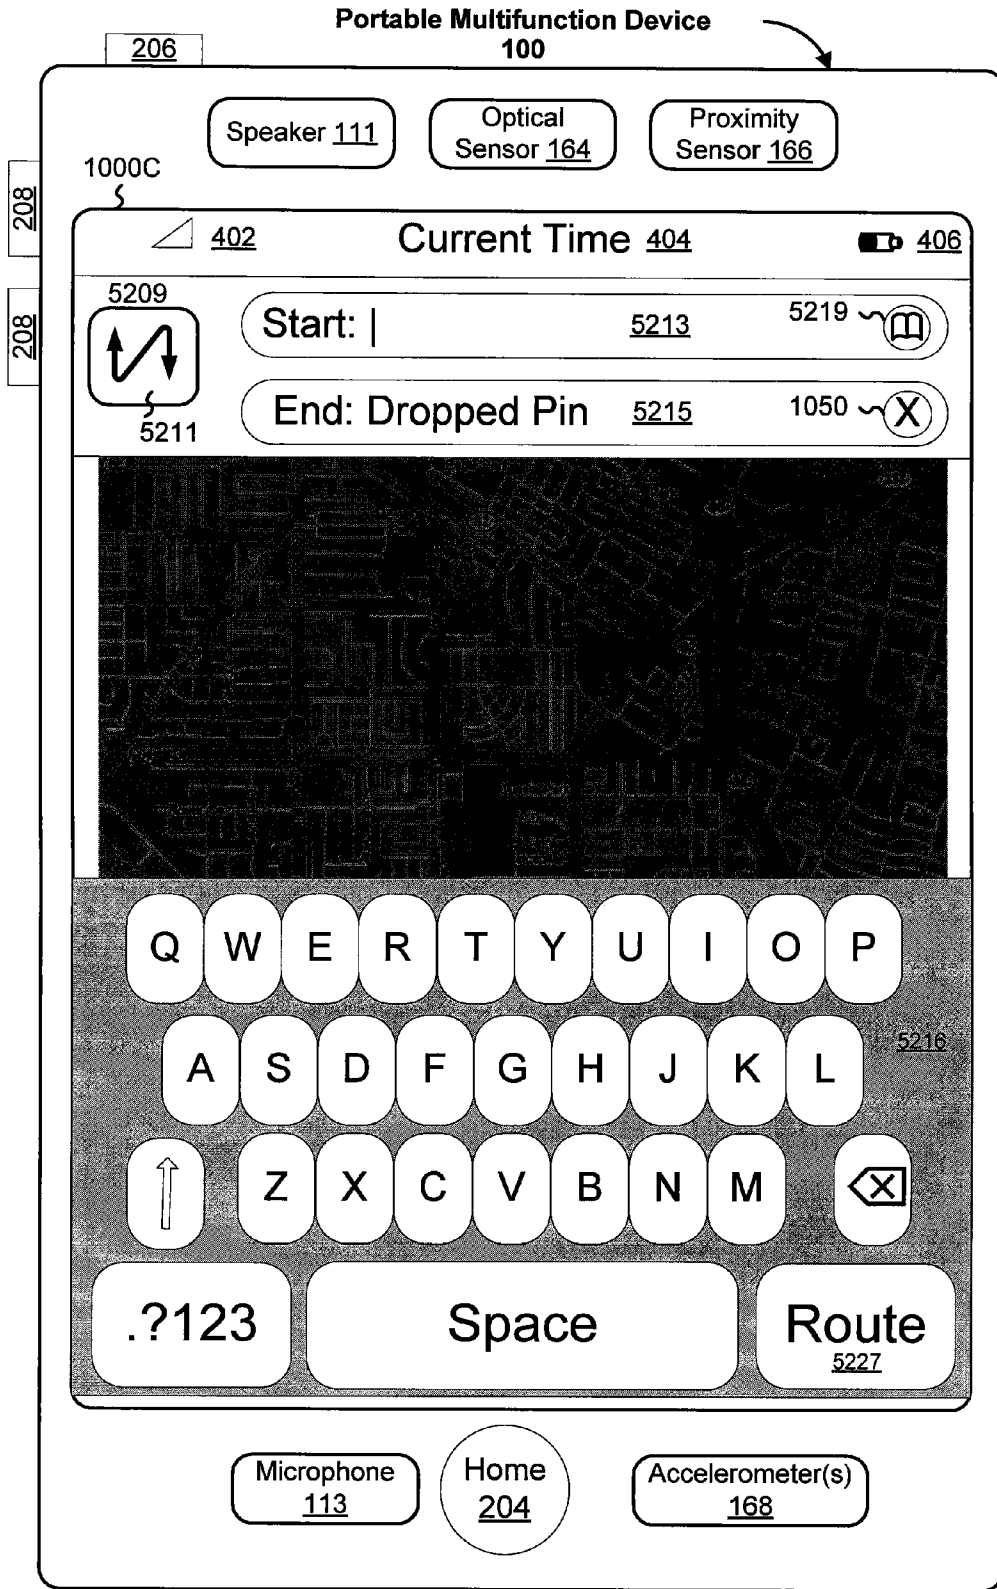 Portable Multifunction Device
100
206
Speaker 111
Optical
Sensor 164
Proximity
Sensor 166
1000C
208
208
402
Current Time 404
406
5209
5211
Start: |
5213
5219
End: Dropped Pin
5215
1050
X
Q W E R T Y U I O P
A S D F G H J K L
5216
Z X C V B N M
X
.?123
Space
Route
5227
Microphone
113
Home
204
Accelerometer(s)
168